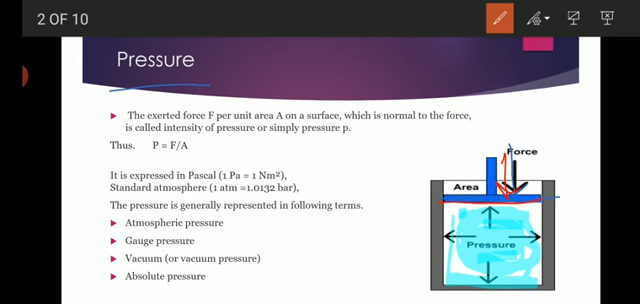 2 OF 10
Pressure
The exerted force F per unit area A on a surface, which is normal to the force,
is called intensity of pressure or simply pressure p.
Thus. P = F/A
It is expressed in Pascal (1 Pa = 1 Nm²),
Standard atmosphere (1 atm =1.0132 bar),
The pressure is generally represented in following terms.
Atmospheric pressure
Gauge pressure
Vacuum (or vacuum pressure)
Absolute pressure
Force
Area
Pressure